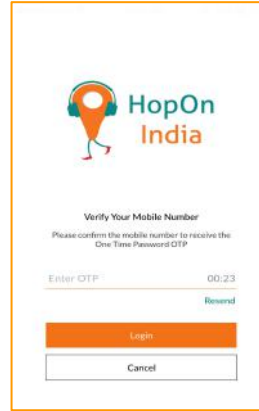 HopOn
India
Verify Your Mobile Number
Please confirm the mobile number to receive the
One Time Password OTP
Enter OTP 00:23
Resend
Login
Cancel